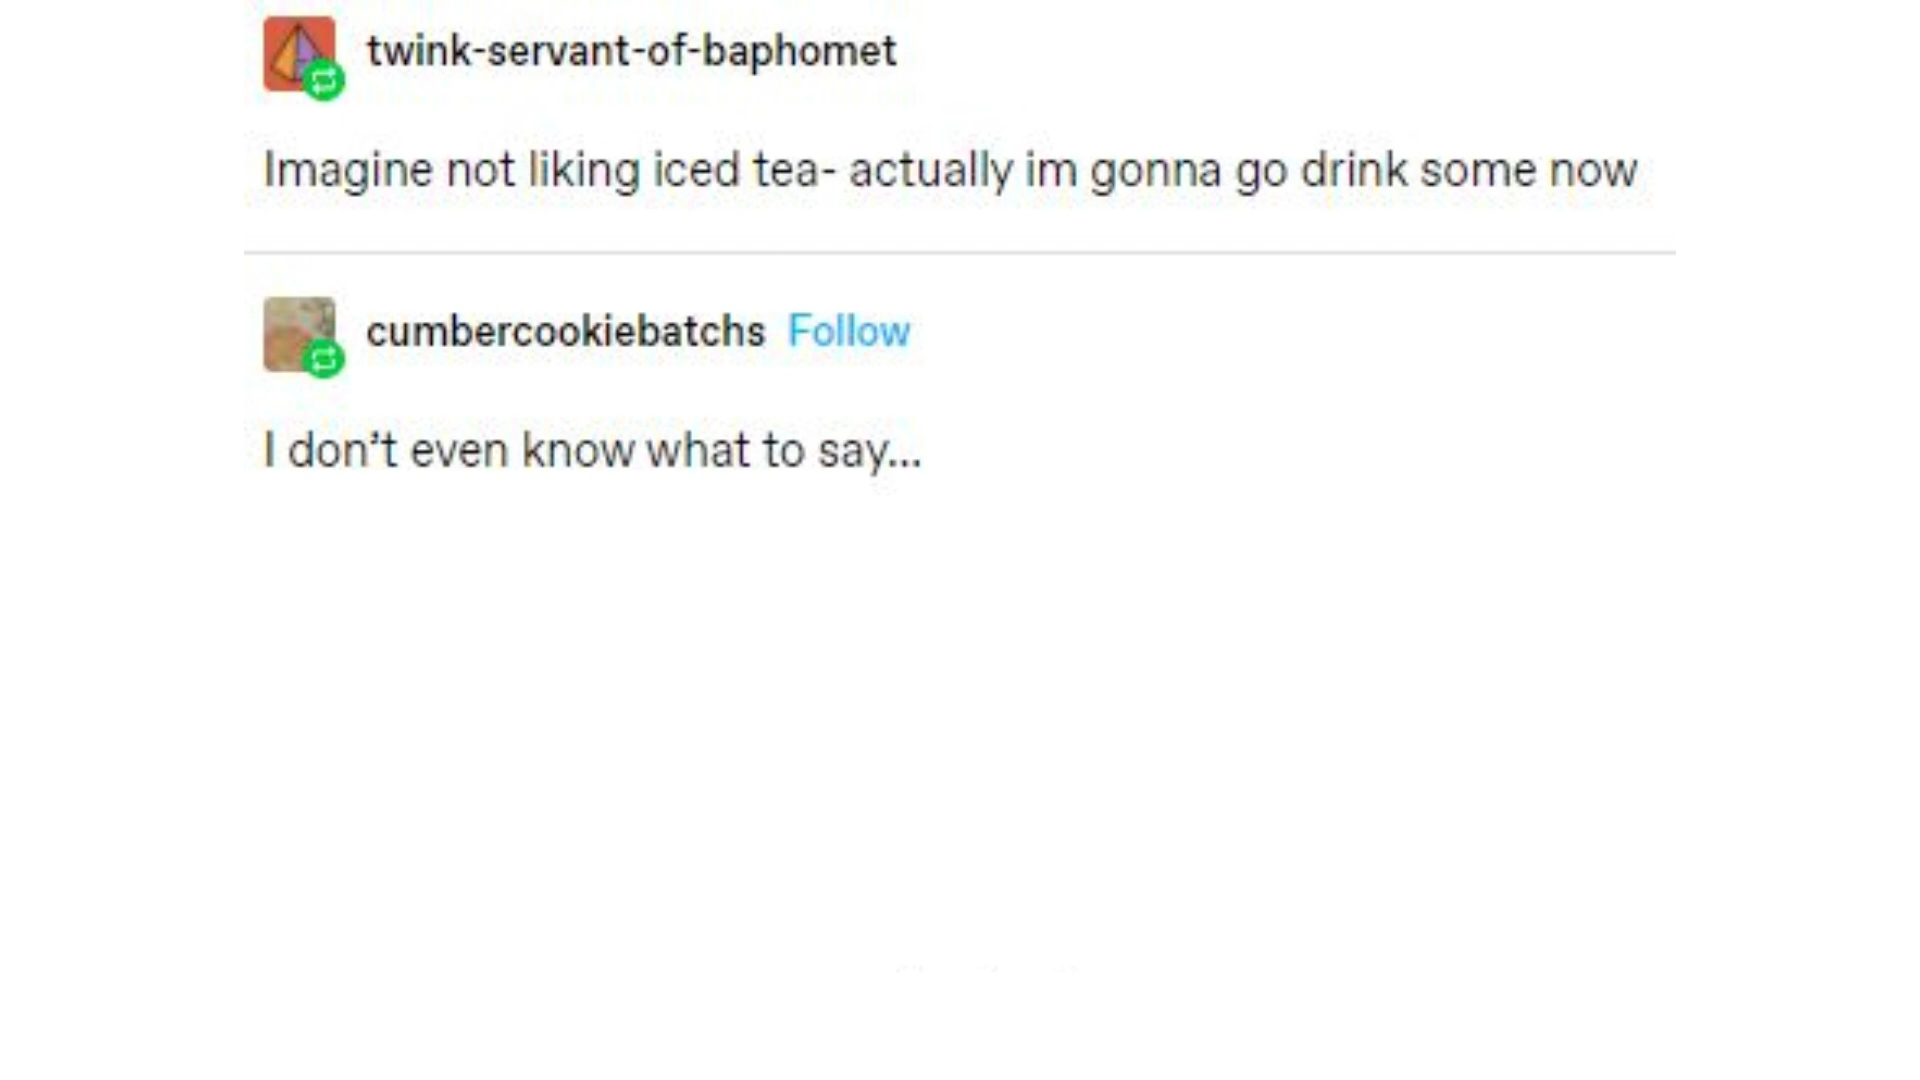 twink-servant-of-baphomet
Imagine not liking iced tea- actually im gonna go drink some now
cumbercookiebatchs Follow
I don’t even know what to say...